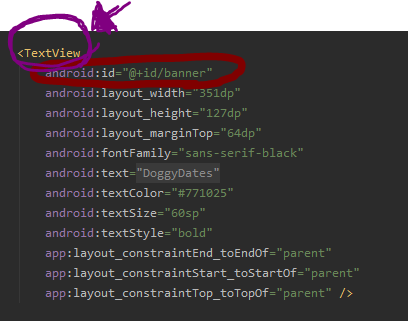 <TextView
android:id="@+id/banner"
android:layout_width="351dp"
android:layout_height="127dp"
android:layout_marginTop="64dp"
android:fontFamily="sans-serif-black"
android:text="DoggyDates"
android:textColor="#771025"
android:textSize="60sp"
android:textStyle="bold"
app:layout_constraintEnd_toEndOf="parent"
app:layout_constraintStart_toStartOf="parent"
app:layout_constraintTop_toTopOf="parent" />